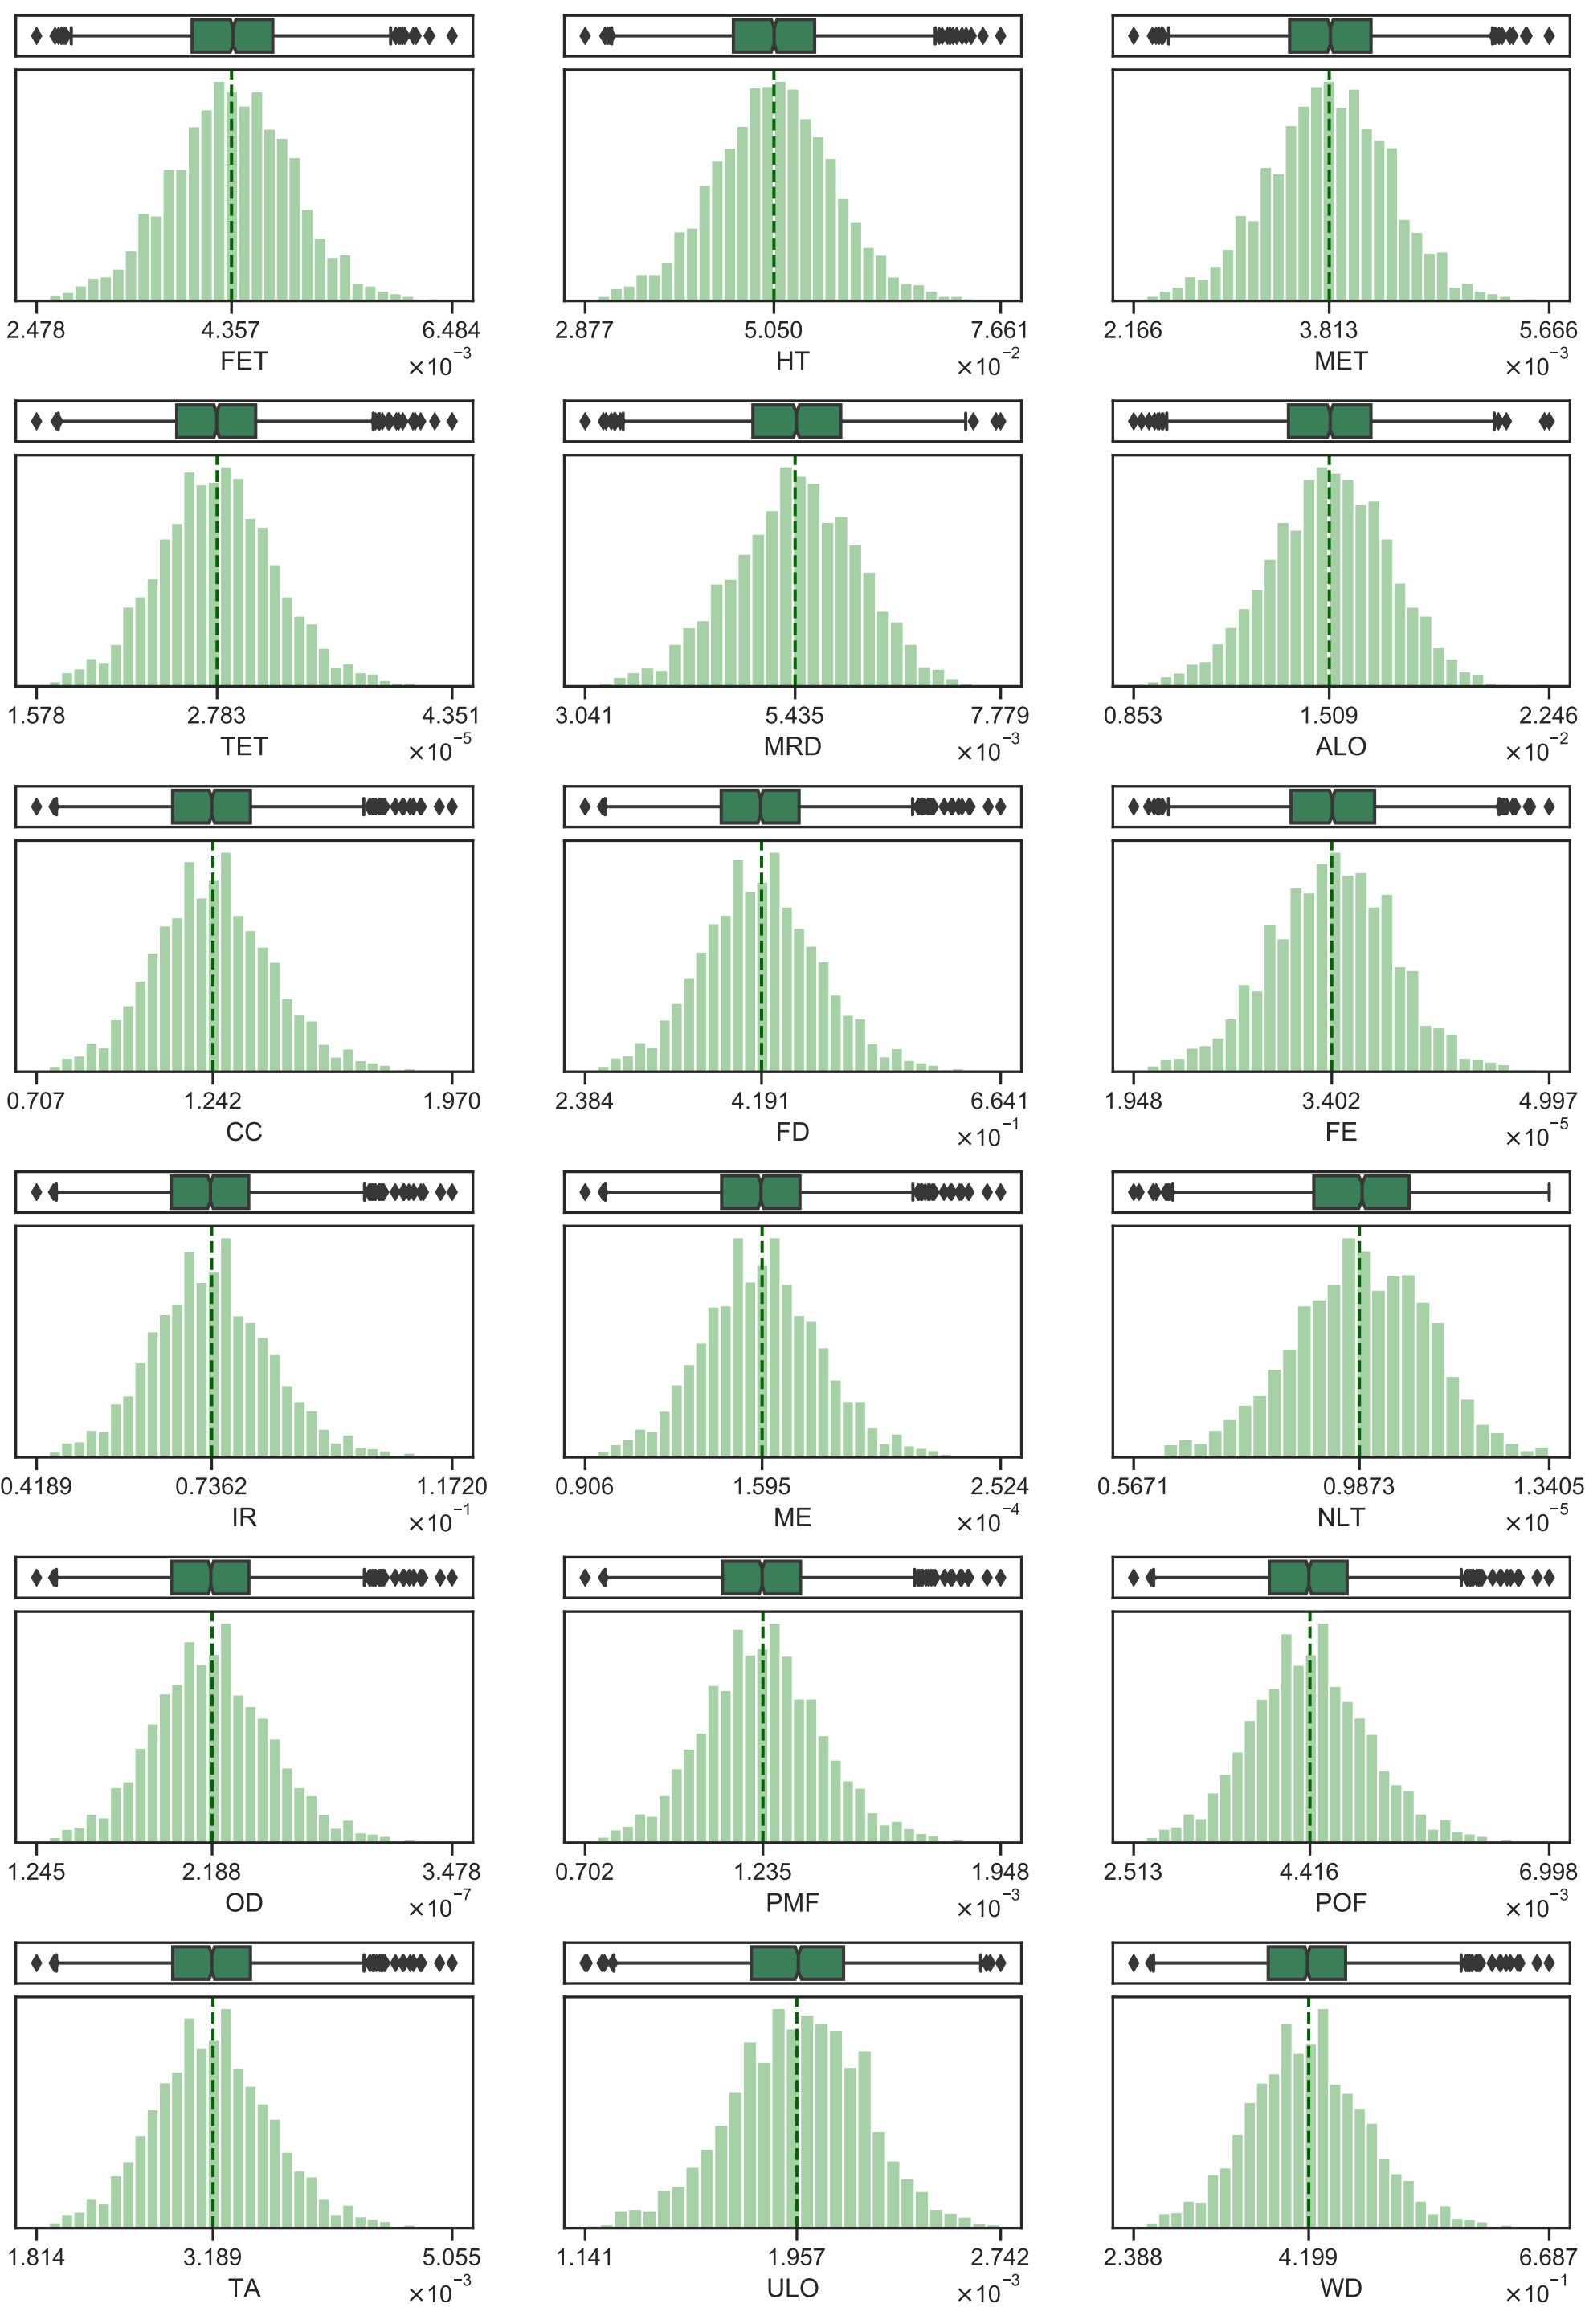 2.478 4.357 6.484 2.877 5.050 7.661 2.166 3.813 5.666
FET ×10⁻³ HT ×10⁻² MET ×10⁻³
1.578 2.783 4.351 3.041 5.435 7.779 0.853 1.509 2.246
TET ×10⁻⁵ MRD ×10⁻³ ALO ×10⁻²
0.707 1.242 1.970 2.384 4.191 6.641 1.948 3.402 4.997
CC FD ×10⁻¹ FE ×10⁻⁵
0.4189 0.7362 1.1720 0.906 1.595 2.524 0.5671 0.9873 1.3405
IR ×10⁻¹ ME ×10⁻⁴ NLT ×10⁻⁵
1.245 2.188 3.478 0.702 1.235 1.948 2.513 4.416 6.998
OD ×10⁻⁷ PMF ×10⁻³ POF ×10⁻³
1.814 3.189 5.055 1.141 1.957 2.742 2.388 4.199 6.687
TA ×10⁻³ ULO ×10⁻³ WD ×10⁻¹